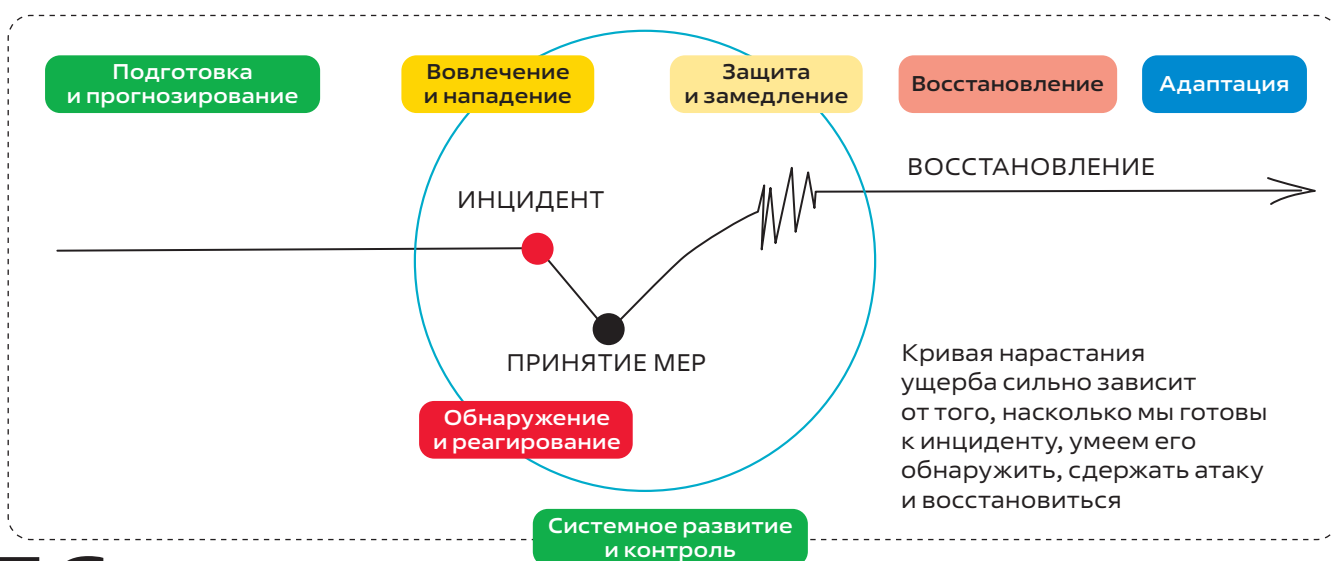 Подготовка
и прогнозирование
Вовлечение
и нападение
Защита
и замедление
Восстановление
Адаптация
ВОССТАНОВЛЕНИЕ
ИНЦИДЕНТ
ПРИНЯТИЕ МЕР
Обнаружение
и реагирование
Кривая нарастания
ущерба сильно зависит
от того, насколько мы готовы
к инциденту, умеем его
обнаружить, сдержать атаку
и восстановиться
Системное развитие
и контроль